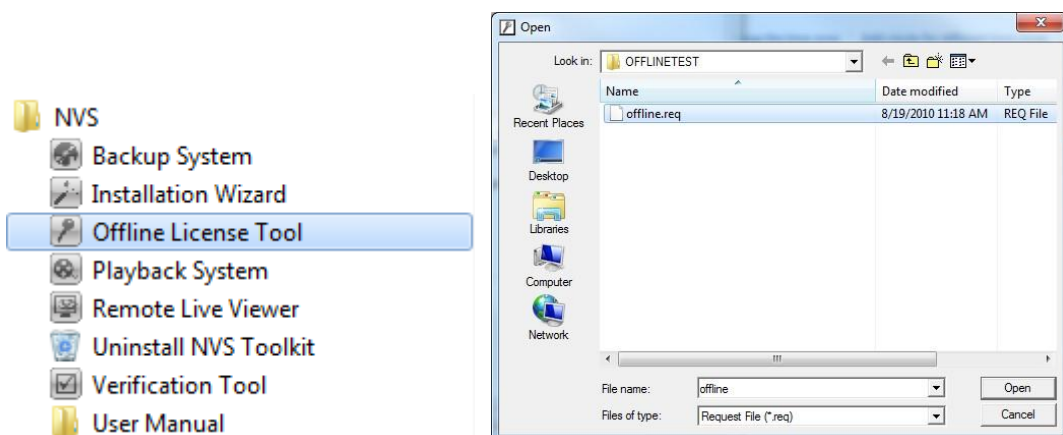 NVS
Backup System
Installation Wizard
Offline License Tool
Playback System
Remote Live Viewer
Uninstall NVS Toolkit
Verification Tool
User Manual
Open
Look in: OFFLINETEST
Name Date modified Type
offline.req 8/19/2010 11:18 AM REQ File
Recent Places
Desktop
Libraries
Computer
Network
File name: offline Open
Files of type: Request File (*.req) Cancel